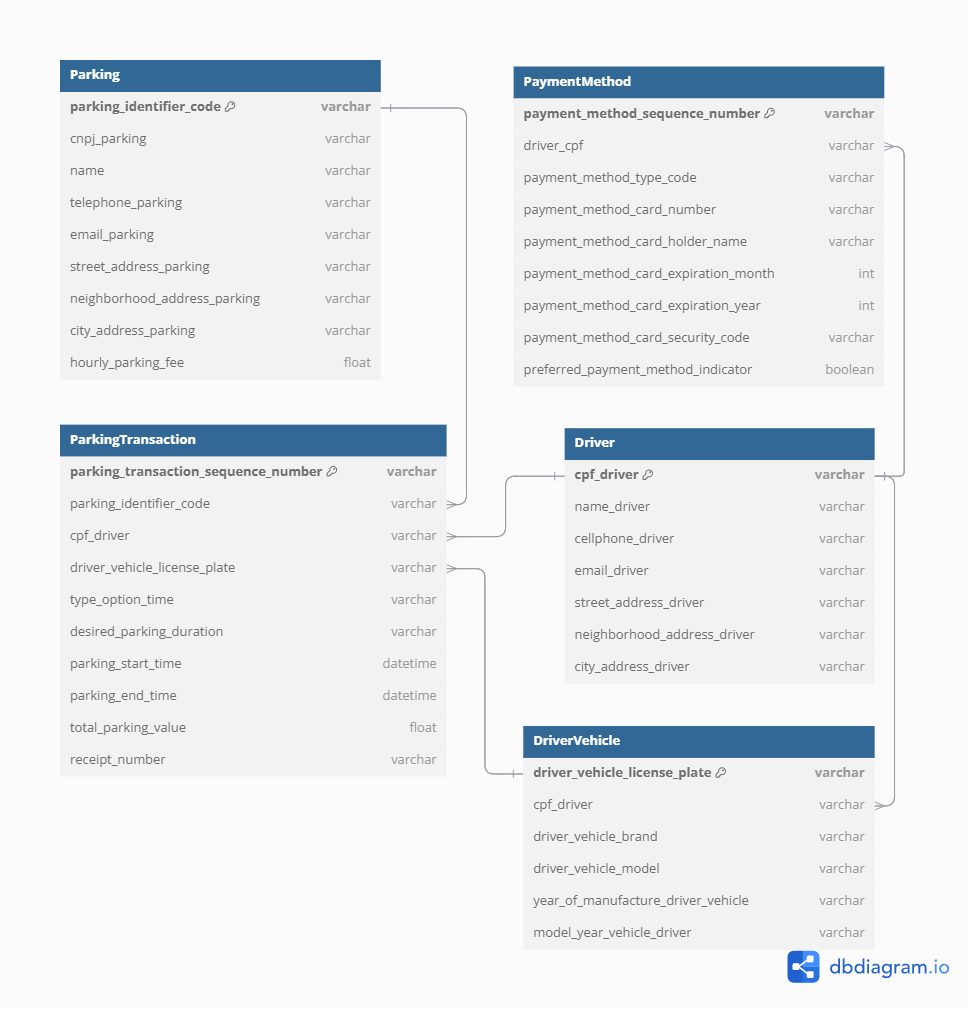 Parking
parking_identifier_code varchar
cnpj_parking varchar
name varchar
telephone_parking varchar
email_parking varchar
street_address_parking varchar
neighborhood_address_parking varchar
city_address_parking varchar
hourly_parking_fee float
PaymentMethod
payment_method_sequence_number varchar
driver_cpf varchar
payment_method_type_code varchar
payment_method_card_number varchar
payment_method_card_holder_name varchar
payment_method_card_expiration_month int
payment_method_card_expiration_year int
payment_method_card_security_code varchar
preferred_payment_method_indicator boolean
ParkingTransaction
parking_transaction_sequence_number varchar
parking_identifier_code varchar
cpf_driver varchar
driver_vehicle_license_plate varchar
type_option_time varchar
desired_parking_duration varchar
parking_start_time datetime
parking_end_time datetime
total_parking_value float
receipt_number varchar
Driver
cpf_driver varchar
name_driver varchar
cellphone_driver varchar
email_driver varchar
street_address_driver varchar
neighborhood_address_driver varchar
city_address_driver varchar
DriverVehicle
driver_vehicle_license_plate varchar
cpf_driver varchar
driver_vehicle_brand varchar
driver_vehicle_model varchar
year_of_manufacture_driver_vehicle varchar
model_year_vehicle_driver varchar
dbdiagram.io